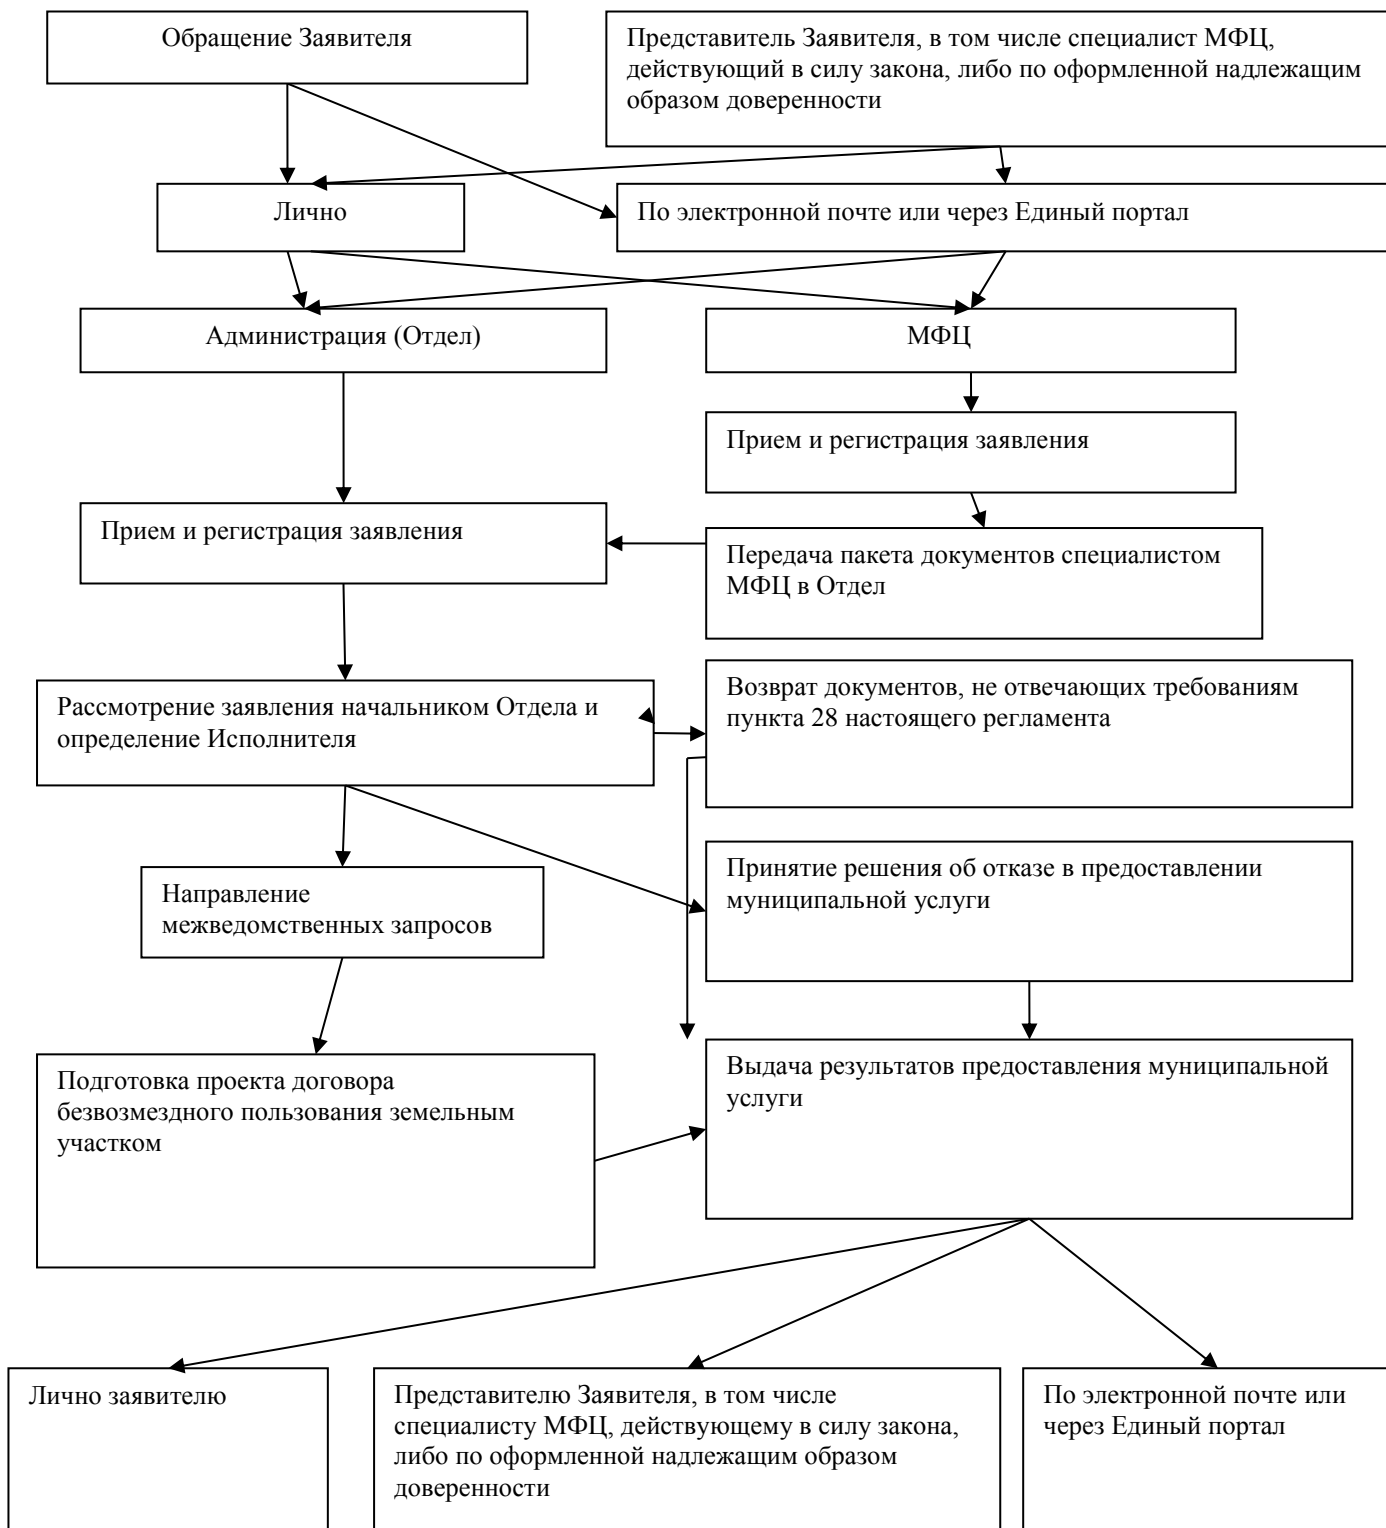 Обращение Заявителя
Представитель Заявителя, в том числе специалист МФЦ,
действующий в силу закона, либо по оформленной надлежащим
образом доверенности
Лично
По электронной почте или через Единый портал
Администрация (Отдел)
МФЦ
Прием и регистрация заявления
Прием и регистрация заявления
Передача пакета документов специалистом
МФЦ в Отдел
Рассмотрение заявления начальником Отдела и
определение Исполнителя
Возврат документов, не отвечающих требованиям
пункта 28 настоящего регламента
Принятие решения об отказе в предоставлении
муниципальной услуги
Направление
межведомственных запросов
Подготовка проекта договора
безвозмездного пользования земельным
участком
Выдача результатов предоставления муниципальной
услуги
Лично заявителю
Представителю Заявителя, в том числе
специалисту МФЦ, действующему в силу закона,
либо по оформленной надлежащим образом
доверенности
По электронной почте или
через Единый портал